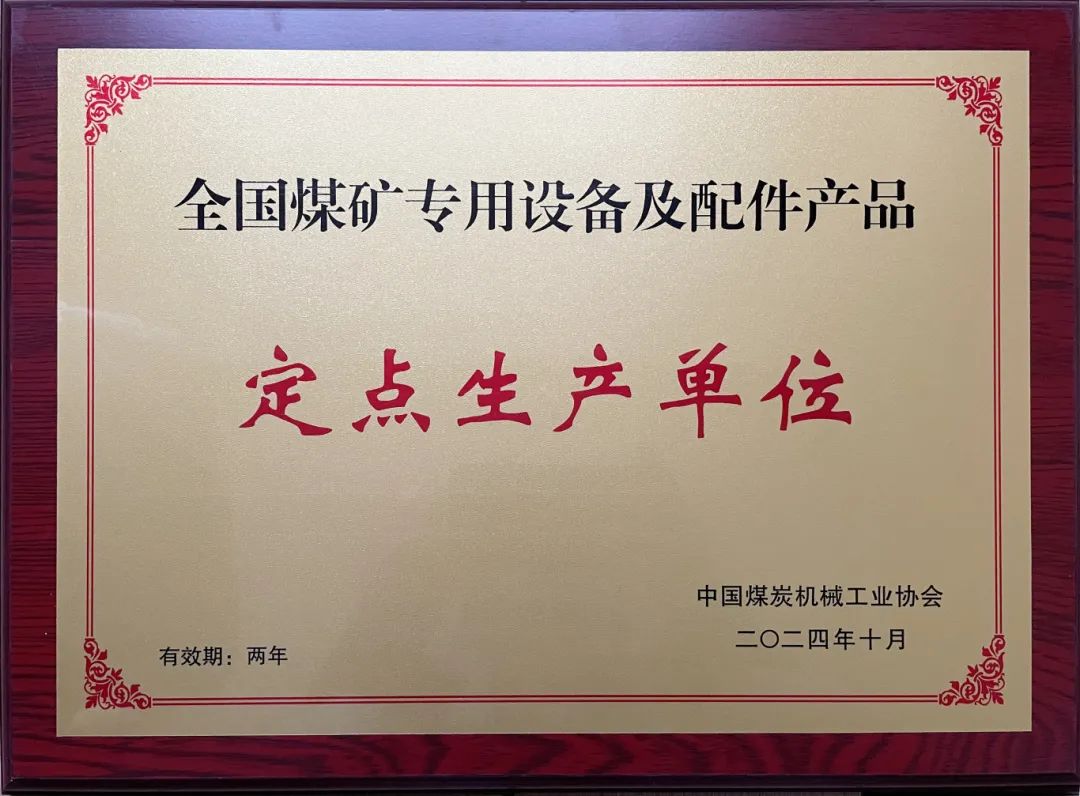 全国煤矿专用设备及配件产品
定点生产单位
中国煤炭机械工业协会
二〇二四年十月
有效期：两年